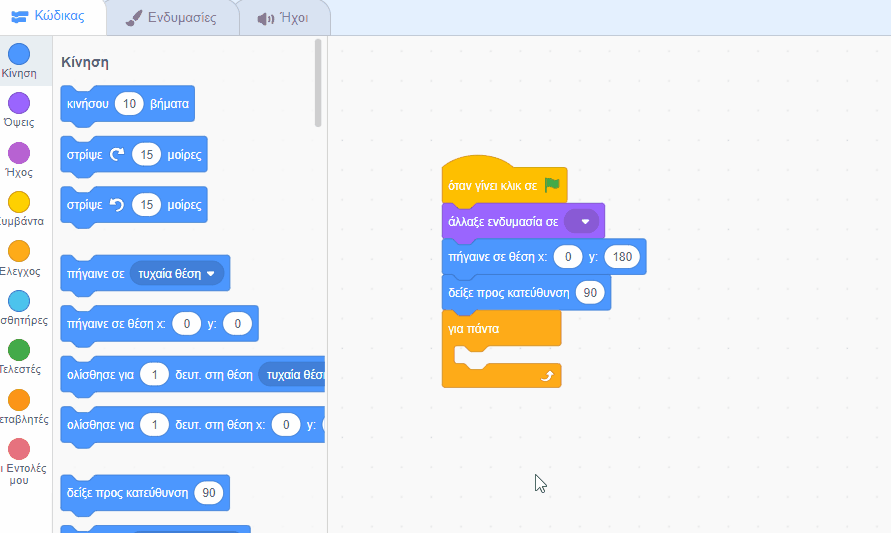 Κώδικας
Ενδυμασίες
Ήχοι
Κίνηση
Όψεις
Ήχος
υμβάντα
Έλεγχος
σθητήρες
Τελεστές
εταβλητές
ι Εντολές
μου
Κίνηση
κινήσου 10 βήματα
στρίψε 15 μοίρες
στρίψε 15 μοίρες
πήγαινε σε τυχαία θέση
πήγαινε σε θέση x: 0 y: 0
ολίσθησε για 1 δευτ. στη θέση τυχαία θέση
ολίσθησε για 1 δευτ. στη θέση x: 0 y:
δείξε προς κατεύθυνση 90
όταν γίνει κλικ σε
άλλαξε ενδυμασία σε
πήγαινε σε θέση x: 0 y: 180
δείξε προς κατεύθυνση 90
για πάντα